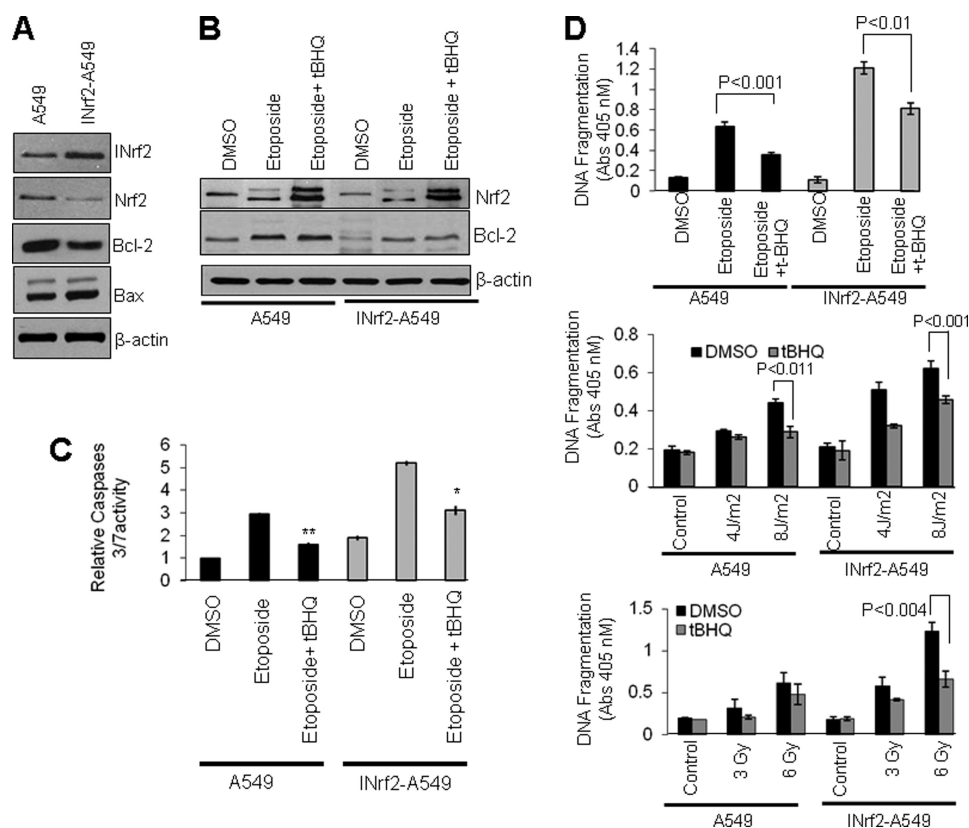 A
A549
INrf2-A549
INrf2
Nrf2
Bcl-2
Bax
β-actin
B
DMSO
Etoposide
Etoposide+ tBHQ
DMSO
Etoposide
Etoposide + tBHQ
Nrf2
Bcl-2
β-actin
A549
INrf2-A549
C
Relative Caspases
3/7activity
6
5
4
3
2
1
0
**
*
DMSO
Etoposide
Etoposide+ tBHQ
DMSO
Etoposide
Etoposide + tBHQ
A549
INrf2-A549
D
DNA Fragmentation
(Abs 405 nM)
1.4
1.2
1
0.8
0.6
0.4
0.2
0
P<0.001
P<0.01
DMSO
Etoposide
Etoposide
+t-BHQ
DMSO
Etoposide
Etoposide
+t-BHQ
A549
INrf2-A549
DNA Fragmentation
(Abs 405 nM)
0.8
0.6
0.4
0.2
0
DMSO
tBHQ
P<0.011
P<0.001
Control
4J/m2
8J/m2
Control
4J/m2
8J/m2
A549
INrf2-A549
DNA Fragmentation
(Abs 405 nM)
1.5
1
0.5
0
DMSO
tBHQ
P<0.004
Control
3 Gy
6 Gy
Control
3 Gy
6 Gy
A549
INrf2-A549